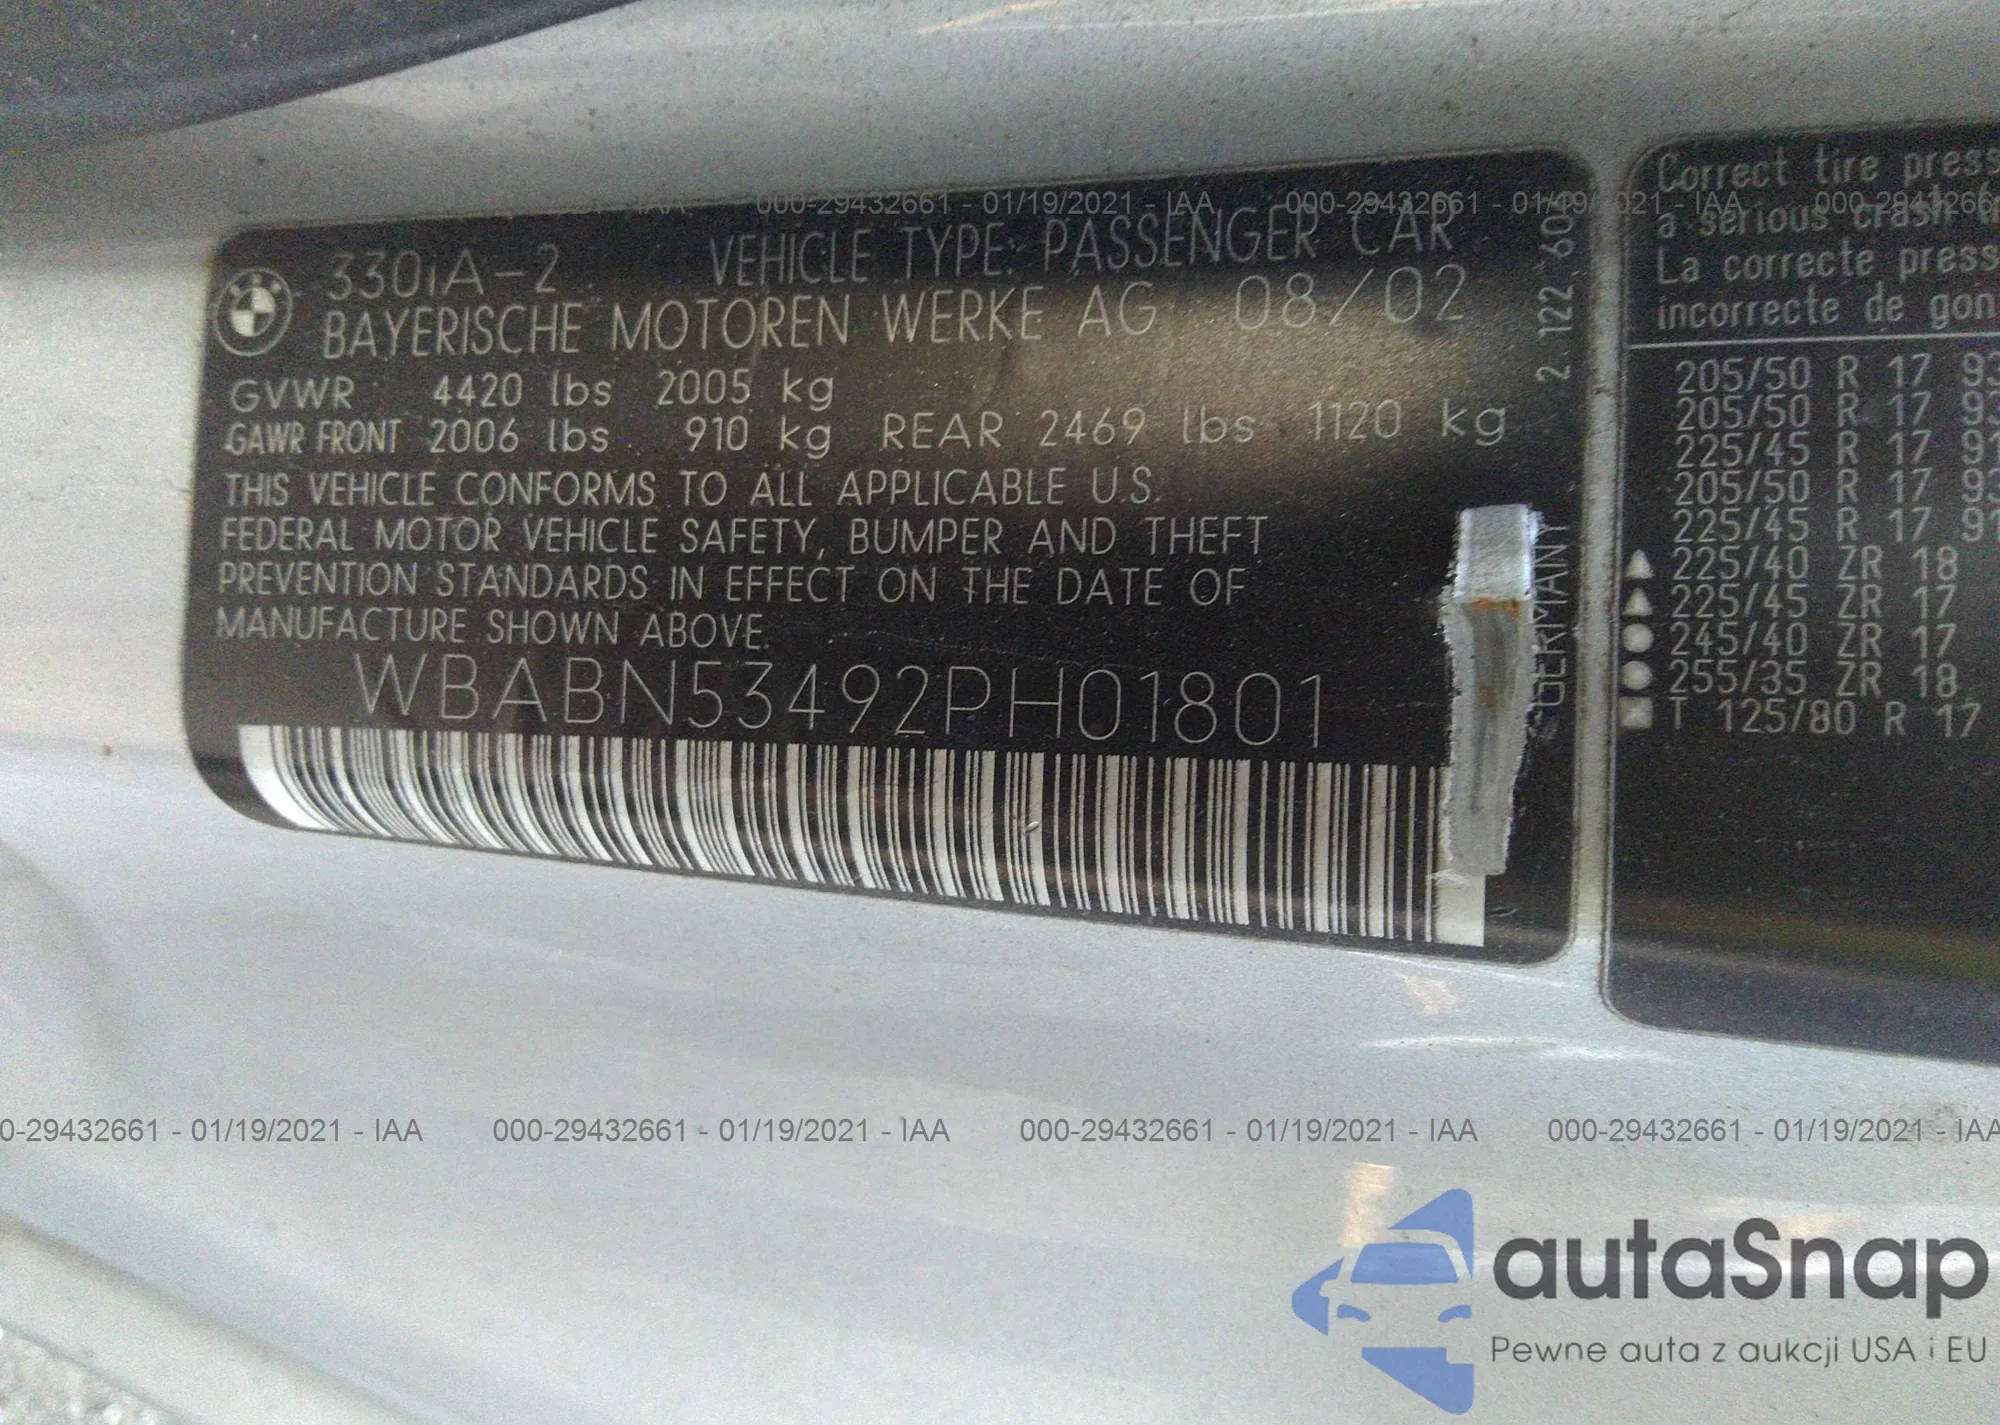 000-29432661 - 01/19/2021 - IAA
000-29432661 - 01/19/2021 - IAA
330iA-2 VEHICLE TYPE: PASSENGER CAR
BAYERISCHE MOTOREN WERKE AG 08/02
GVWR 4420 lbs 2005 kg
GAWR FRONT 2006 lbs 910 kg REAR 2469 lbs 1120 kg
THIS VEHICLE CONFORMS TO ALL APPLICABLE U.S.
FEDERAL MOTOR VEHICLE SAFETY, BUMPER AND THEFT
PREVENTION STANDARDS IN EFFECT ON THE DATE OF
MANUFACTURE SHOWN ABOVE.
WBABN53492PH01801
2 122 60
GERMANY
Correct tire press
a serious crash
La correcte press
incorrecte de gon
205/50 R 17 93
205/50 R 17 93
225/45 R 17 91
205/50 R 17 93
225/45 R 17 91
225/40 ZR 18
225/45 ZR 17
245/40 ZR 17
255/35 ZR 18
T 125/80 R 17
0-29432661 - 01/19/2021 - IAA 000-29432661 - 01/19/2021 - IAA 000-29432661 - 01/19/2021 - IAA 000-29432661 - 01/19/2021 - IAA
autaSnap
Pewne auta z aukcji USA i EU